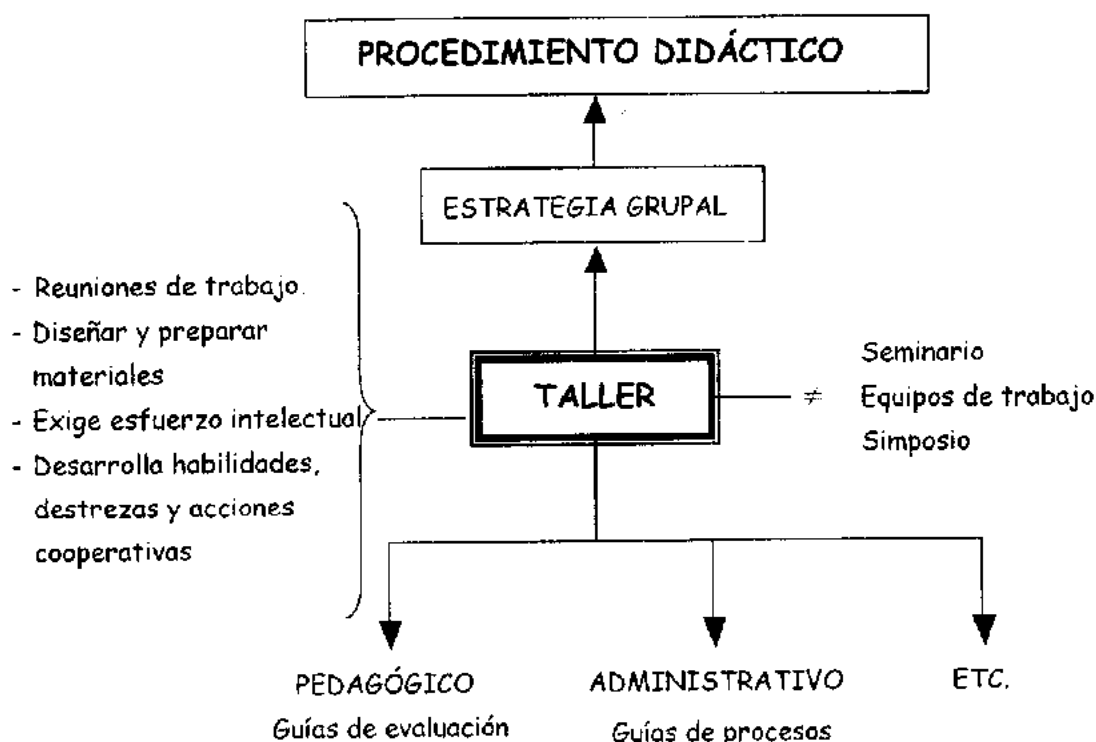 PROCEDIMIENTO DIDÁCTICO
ESTRATEGIA GRUPAL
- Reuniones de trabajo.
- Diseñar y preparar
materiales
- Exige esfuerzo intelectual
- Desarrolla habilidades,
destrezas y acciones
cooperativas
TALLER
≠
Seminario
Equipos de trabajo
Simposio
PEDAGÓGICO
Guías de evaluación
ADMINISTRATIVO
Guías de procesos
ETC.